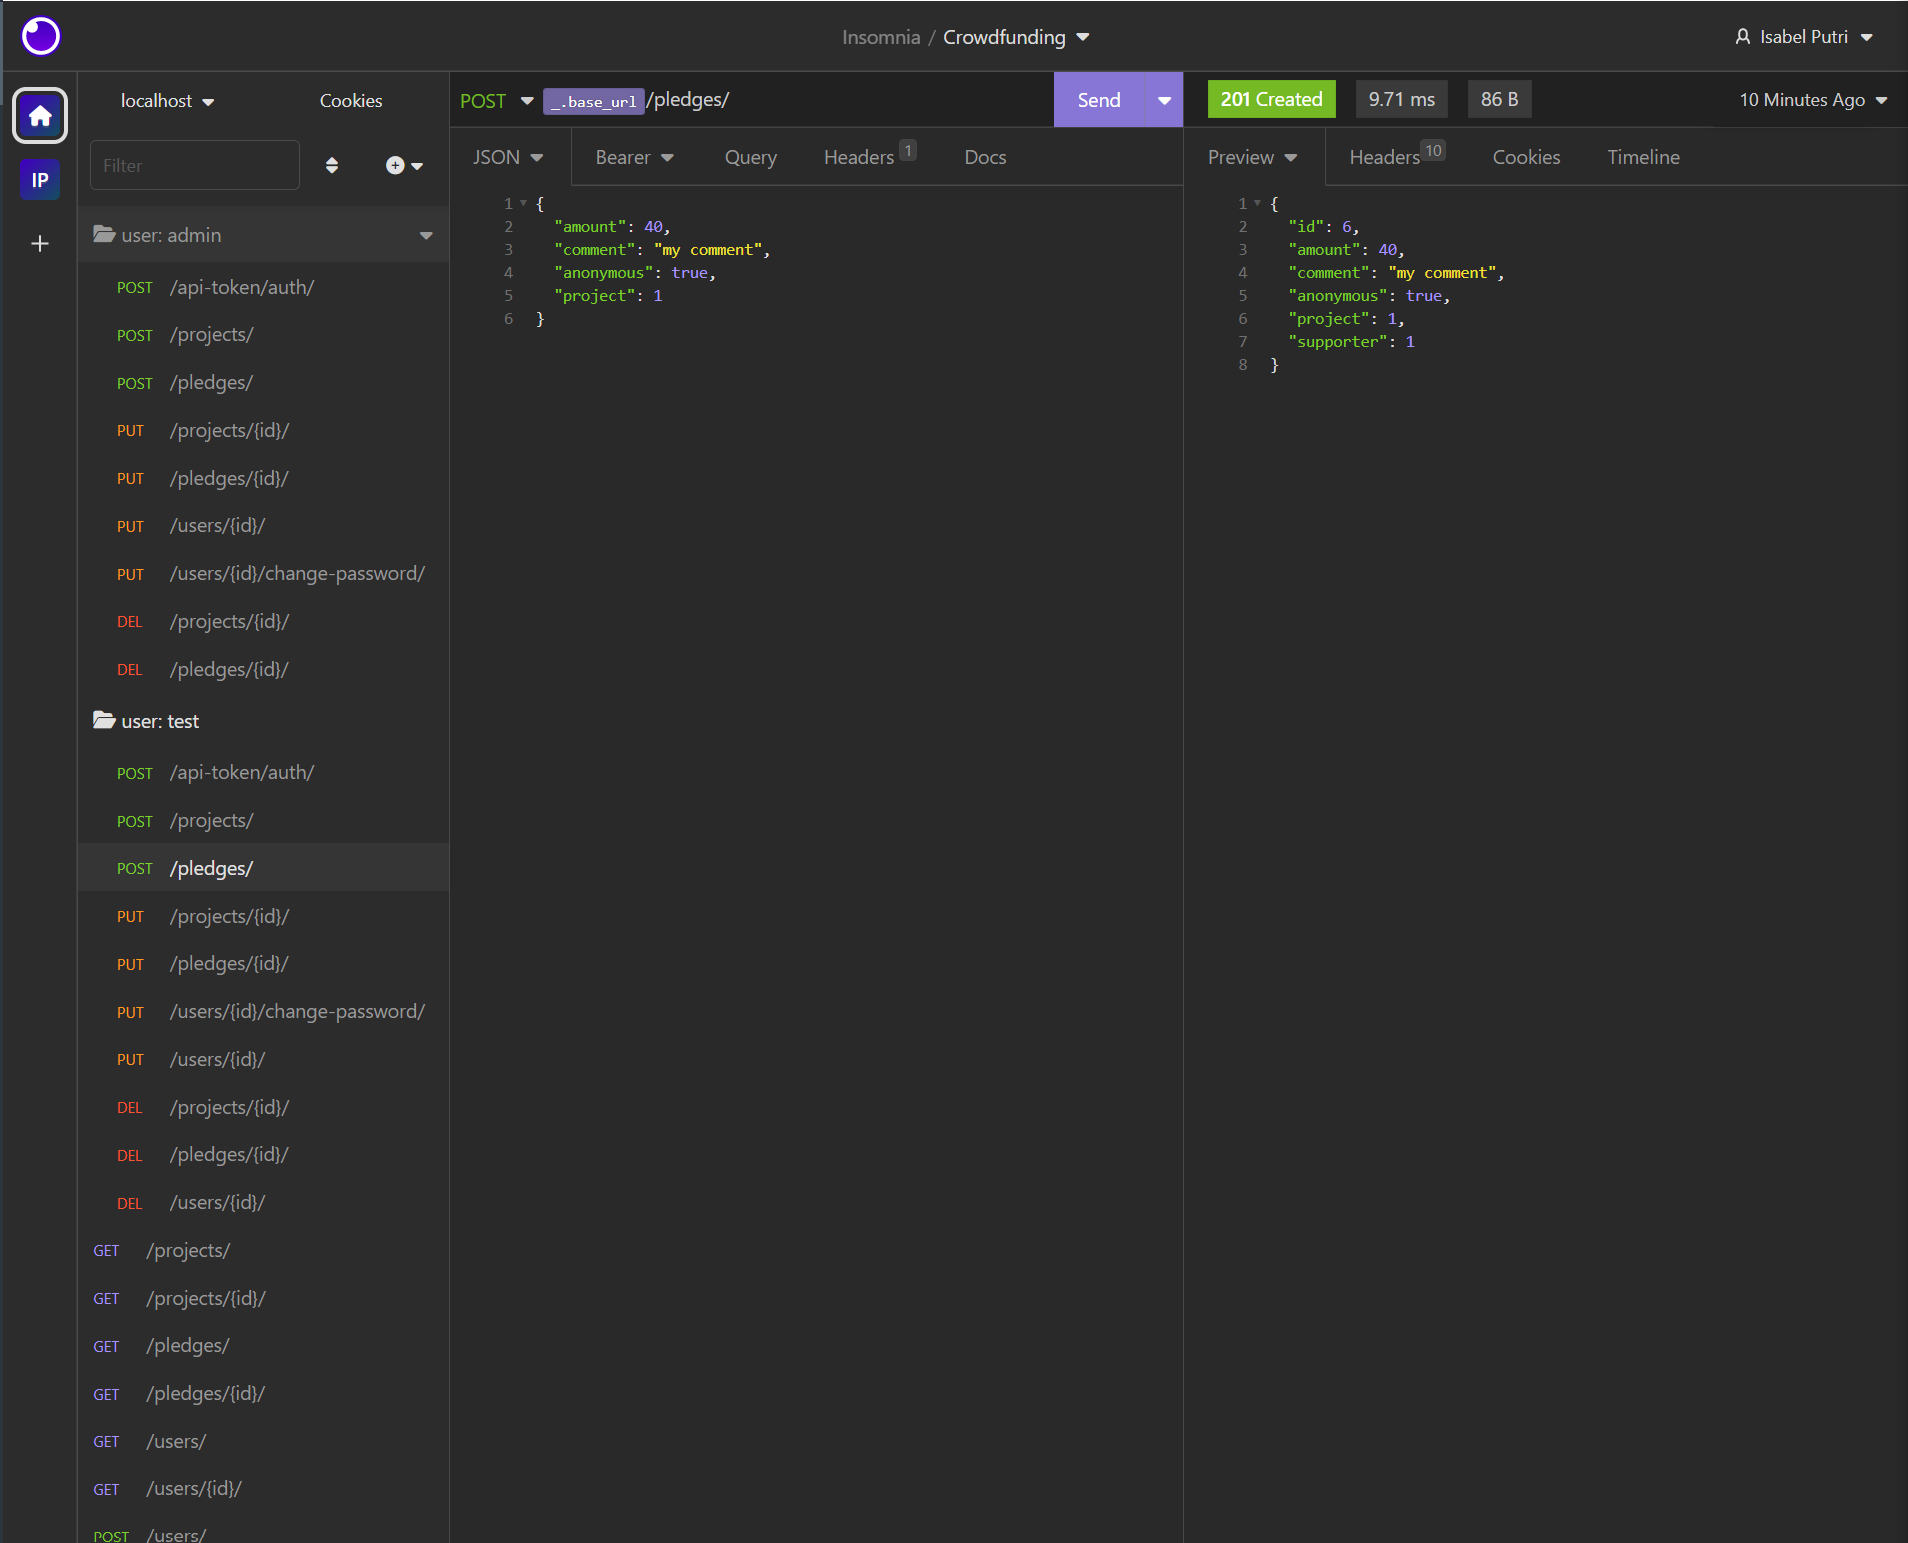 Insomnia / Crowdfunding
Isabel Putri
IP
localhost
Cookies
Filter
user: admin
POST /api-token/auth/
POST /projects/
POST /pledges/
PUT /projects/{id}/
PUT /pledges/{id}/
PUT /users/{id}/
PUT /users/{id}/change-password/
DEL /projects/{id}/
DEL /pledges/{id}/
user: test
POST /api-token/auth/
POST /projects/
POST /pledges/
PUT /projects/{id}/
PUT /pledges/{id}/
PUT /users/{id}/change-password/
PUT /users/{id}/
DEL /projects/{id}/
DEL /pledges/{id}/
DEL /users/{id}/
GET /projects/
GET /projects/{id}/
GET /pledges/
GET /pledges/{id}/
GET /users/
GET /users/{id}/
POST /users/
POST _.base_url/pledges/
Send
JSON Bearer Query Headers 1 Docs
1 {
2 "amount": 40,
3 "comment": "my comment",
4 "anonymous": true,
5 "project": 1
6 }
201 Created 9.71 ms 86 B 10 Minutes Ago
Preview Headers 10 Cookies Timeline
1 {
2 "id": 6,
3 "amount": 40,
4 "comment": "my comment",
5 "anonymous": true,
6 "project": 1,
7 "supporter": 1
8 }